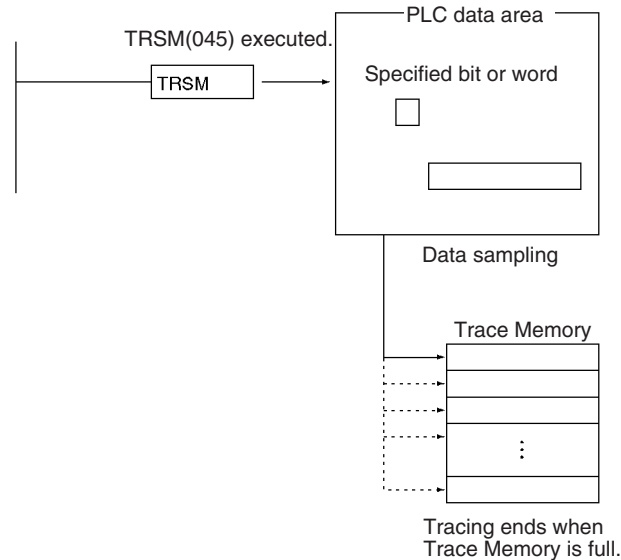 PLC data area
TRSM(045) executed.
Specified bit or word
TRSM
Data sampling
Trace Memory
Tracing ends when
Trace Memory is full.